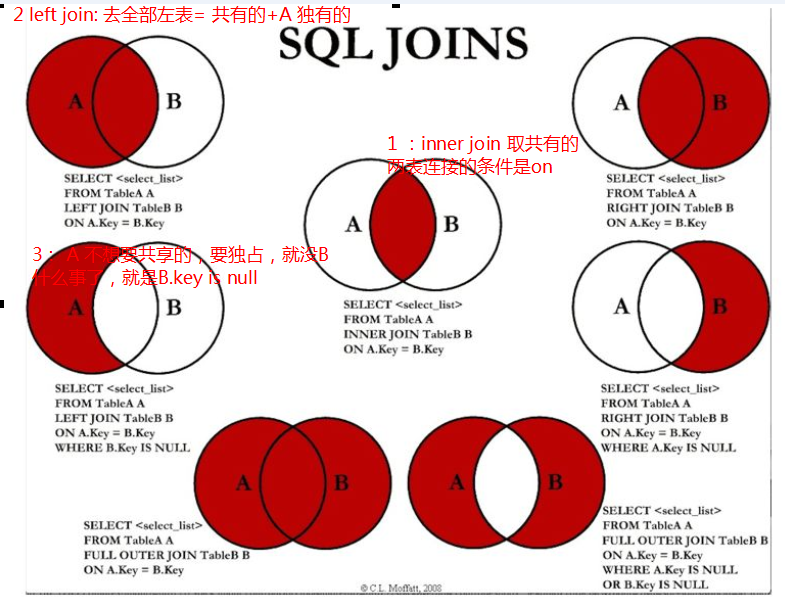 2 left join: 去全部左表= 共有的+A 独有的
SQL JOINS
A
B
SELECT <select_list>
FROM TableA A
LEFT JOIN TableB B
ON A.Key = B.Key
1 ：inner join 取共有的
两表连接的条件是on
A
B
SELECT <select_list>
FROM TableA A
INNER JOIN TableB B
ON A.Key = B.Key
A
B
SELECT <select_list>
FROM TableA A
RIGHT JOIN TableB B
ON A.Key = B.Key
3： A 不想要共享的，要独占，就没B
什么事了，就是B.key is null
A
B
SELECT <select_list>
FROM TableA A
LEFT JOIN TableB B
ON A.Key = B.Key
WHERE B.Key IS NULL
A
B
SELECT <select_list>
FROM TableA A
RIGHT JOIN TableB B
ON A.Key = B.Key
WHERE A.Key IS NULL
A
B
SELECT <select_list>
FROM TableA A
FULL OUTER JOIN TableB B
ON A.Key = B.Key
A
B
SELECT <select_list>
FROM TableA A
FULL OUTER JOIN TableB B
ON A.Key = B.Key
WHERE A.Key IS NULL
OR B.Key IS NULL
© C.L. Moffatt, 2008